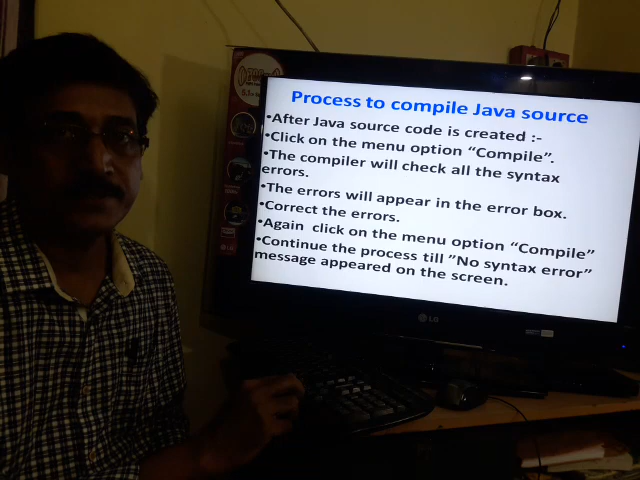 Process to compile Java source
•After Java source code is created :-
•Click on the menu option “Compile”.
•The compiler will check all the syntax
errors.
•The errors will appear in the error box.
•Correct the errors.
•Again click on the menu option “Compile”
•Continue the process till ”No syntax error”
message appeared on the screen.
LG